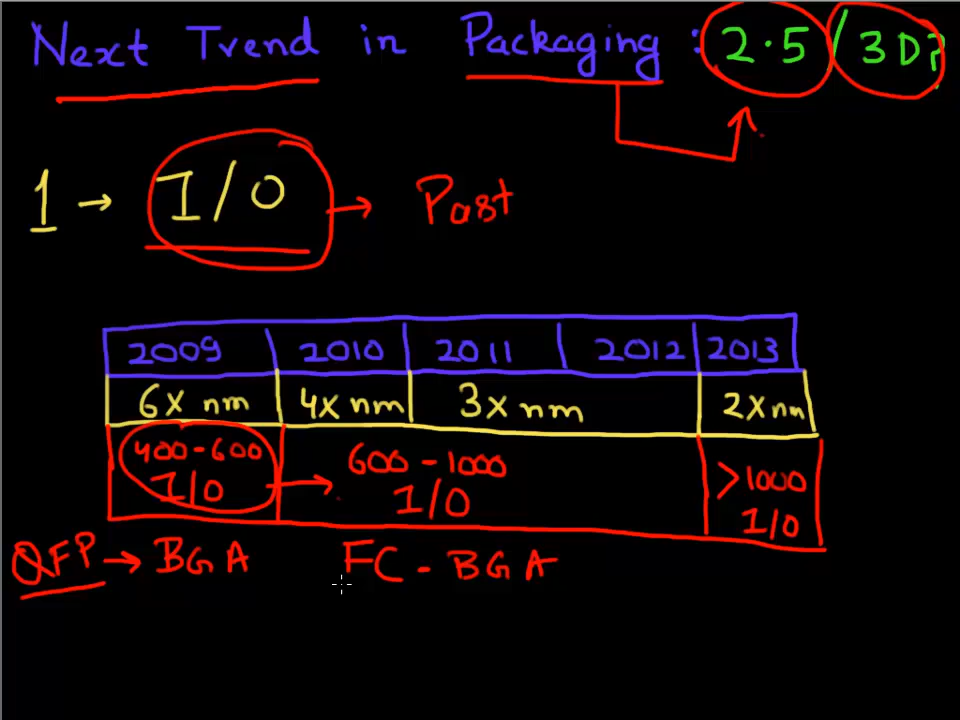 Next Trend in Packaging : 2.5/3D?
1 → I/O → Past
2009 2010 2011 2012 2013
6x nm 4x nm 3x nm 2x nm
400-600 I/O → 600-1000 I/O >1000 I/O
QFP → BGA FC-BGA